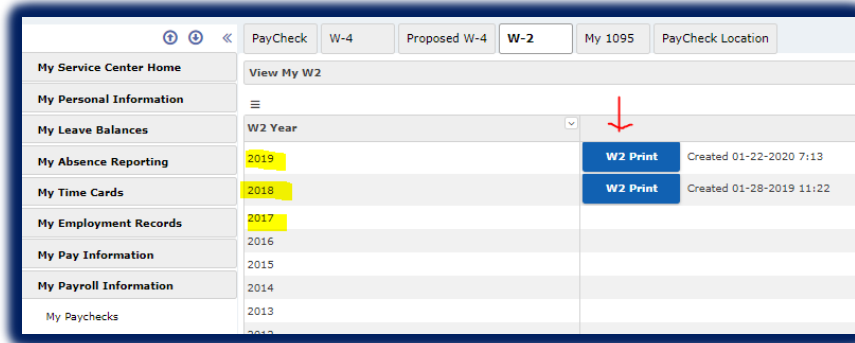 PayCheck W-4 Proposed W-4 W-2 My 1095 PayCheck Location
My Service Center Home
My Personal Information
My Leave Balances
My Absence Reporting
My Time Cards
My Employment Records
My Pay Information
My Payroll Information
My Paychecks
View My W2
W2 Year
2019 W2 Print Created 01-22-2020 7:13
2018 W2 Print Created 01-28-2019 11:22
2017
2016
2015
2014
2013